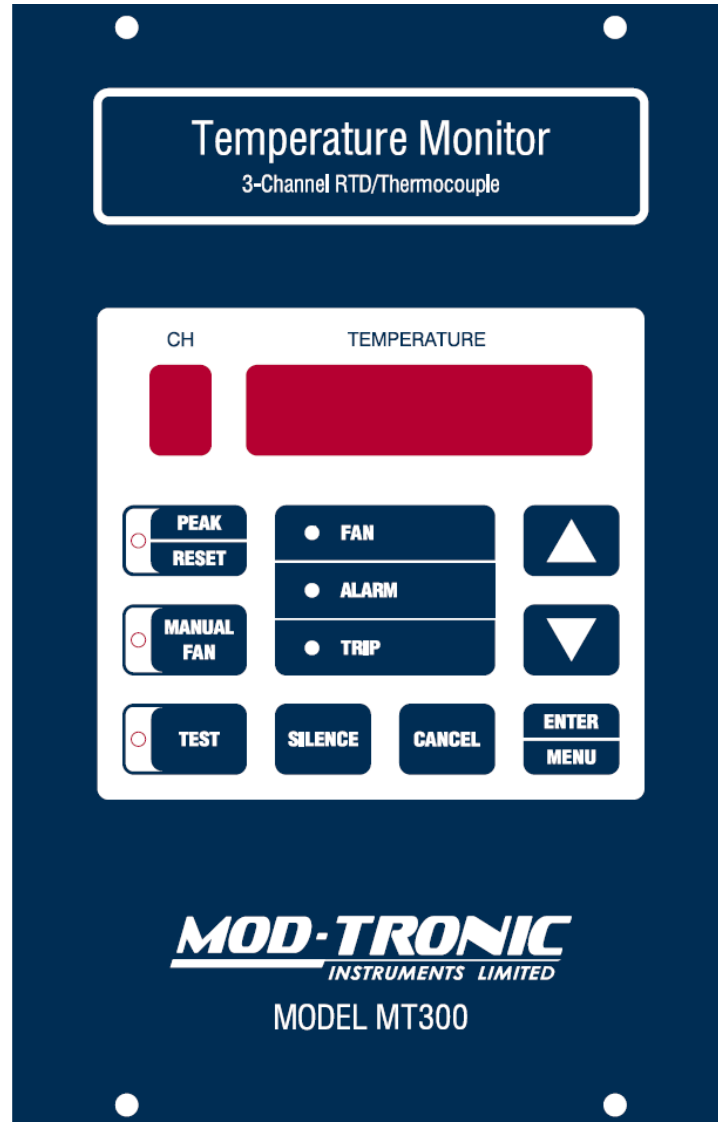 Temperature Monitor
3-Channel RTD/Thermocouple
CH
TEMPERATURE
PEAK
RESET
FAN
ALARM
TRIP
MANUAL
FAN
TEST
SILENCE
CANCEL
ENTER
MENU
MOD-TRONIC
INSTRUMENTS LIMITED
MODEL MT300